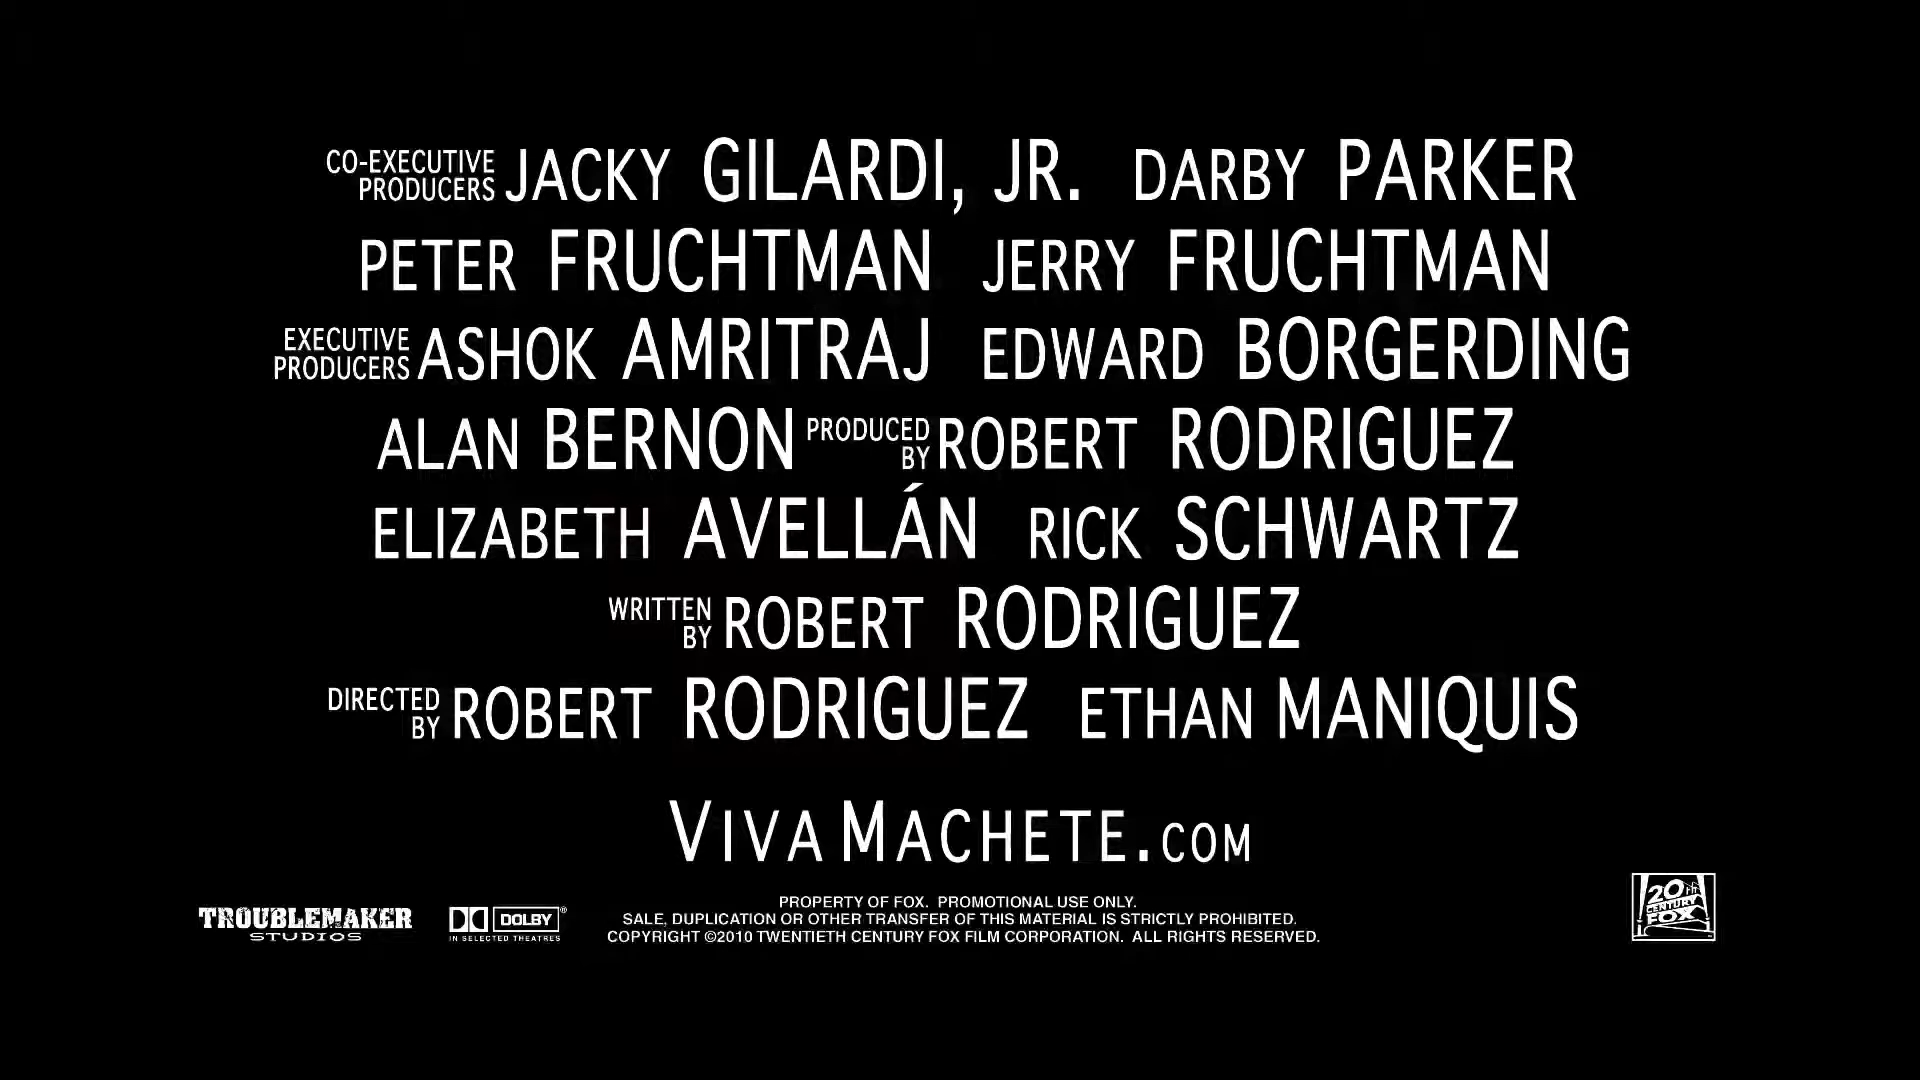 CO-EXECUTIVE PRODUCERS JACKY GILARDI, JR. DARBY PARKER
PETER FRUCHTMAN JERRY FRUCHTMAN
EXECUTIVE PRODUCERS ASHOK AMRITRAJ EDWARD BORGERDING
ALAN BERNON PRODUCED BY ROBERT RODRIGUEZ
ELIZABETH AVELLÁN RICK SCHWARTZ
WRITTEN BY ROBERT RODRIGUEZ
DIRECTED BY ROBERT RODRIGUEZ ETHAN MANIQUIS
VIVAMACHETE.COM
TROUBLEMAKER
STUDIOS
DOLBY®
IN SELECTED THEATRES
PROPERTY OF FOX. PROMOTIONAL USE ONLY.
SALE, DUPLICATION OR OTHER TRANSFER OF THIS MATERIAL IS STRICTLY PROHIBITED.
COPYRIGHT ©2010 TWENTIETH CENTURY FOX FILM CORPORATION. ALL RIGHTS RESERVED.
20TH
CENTURY
FOX